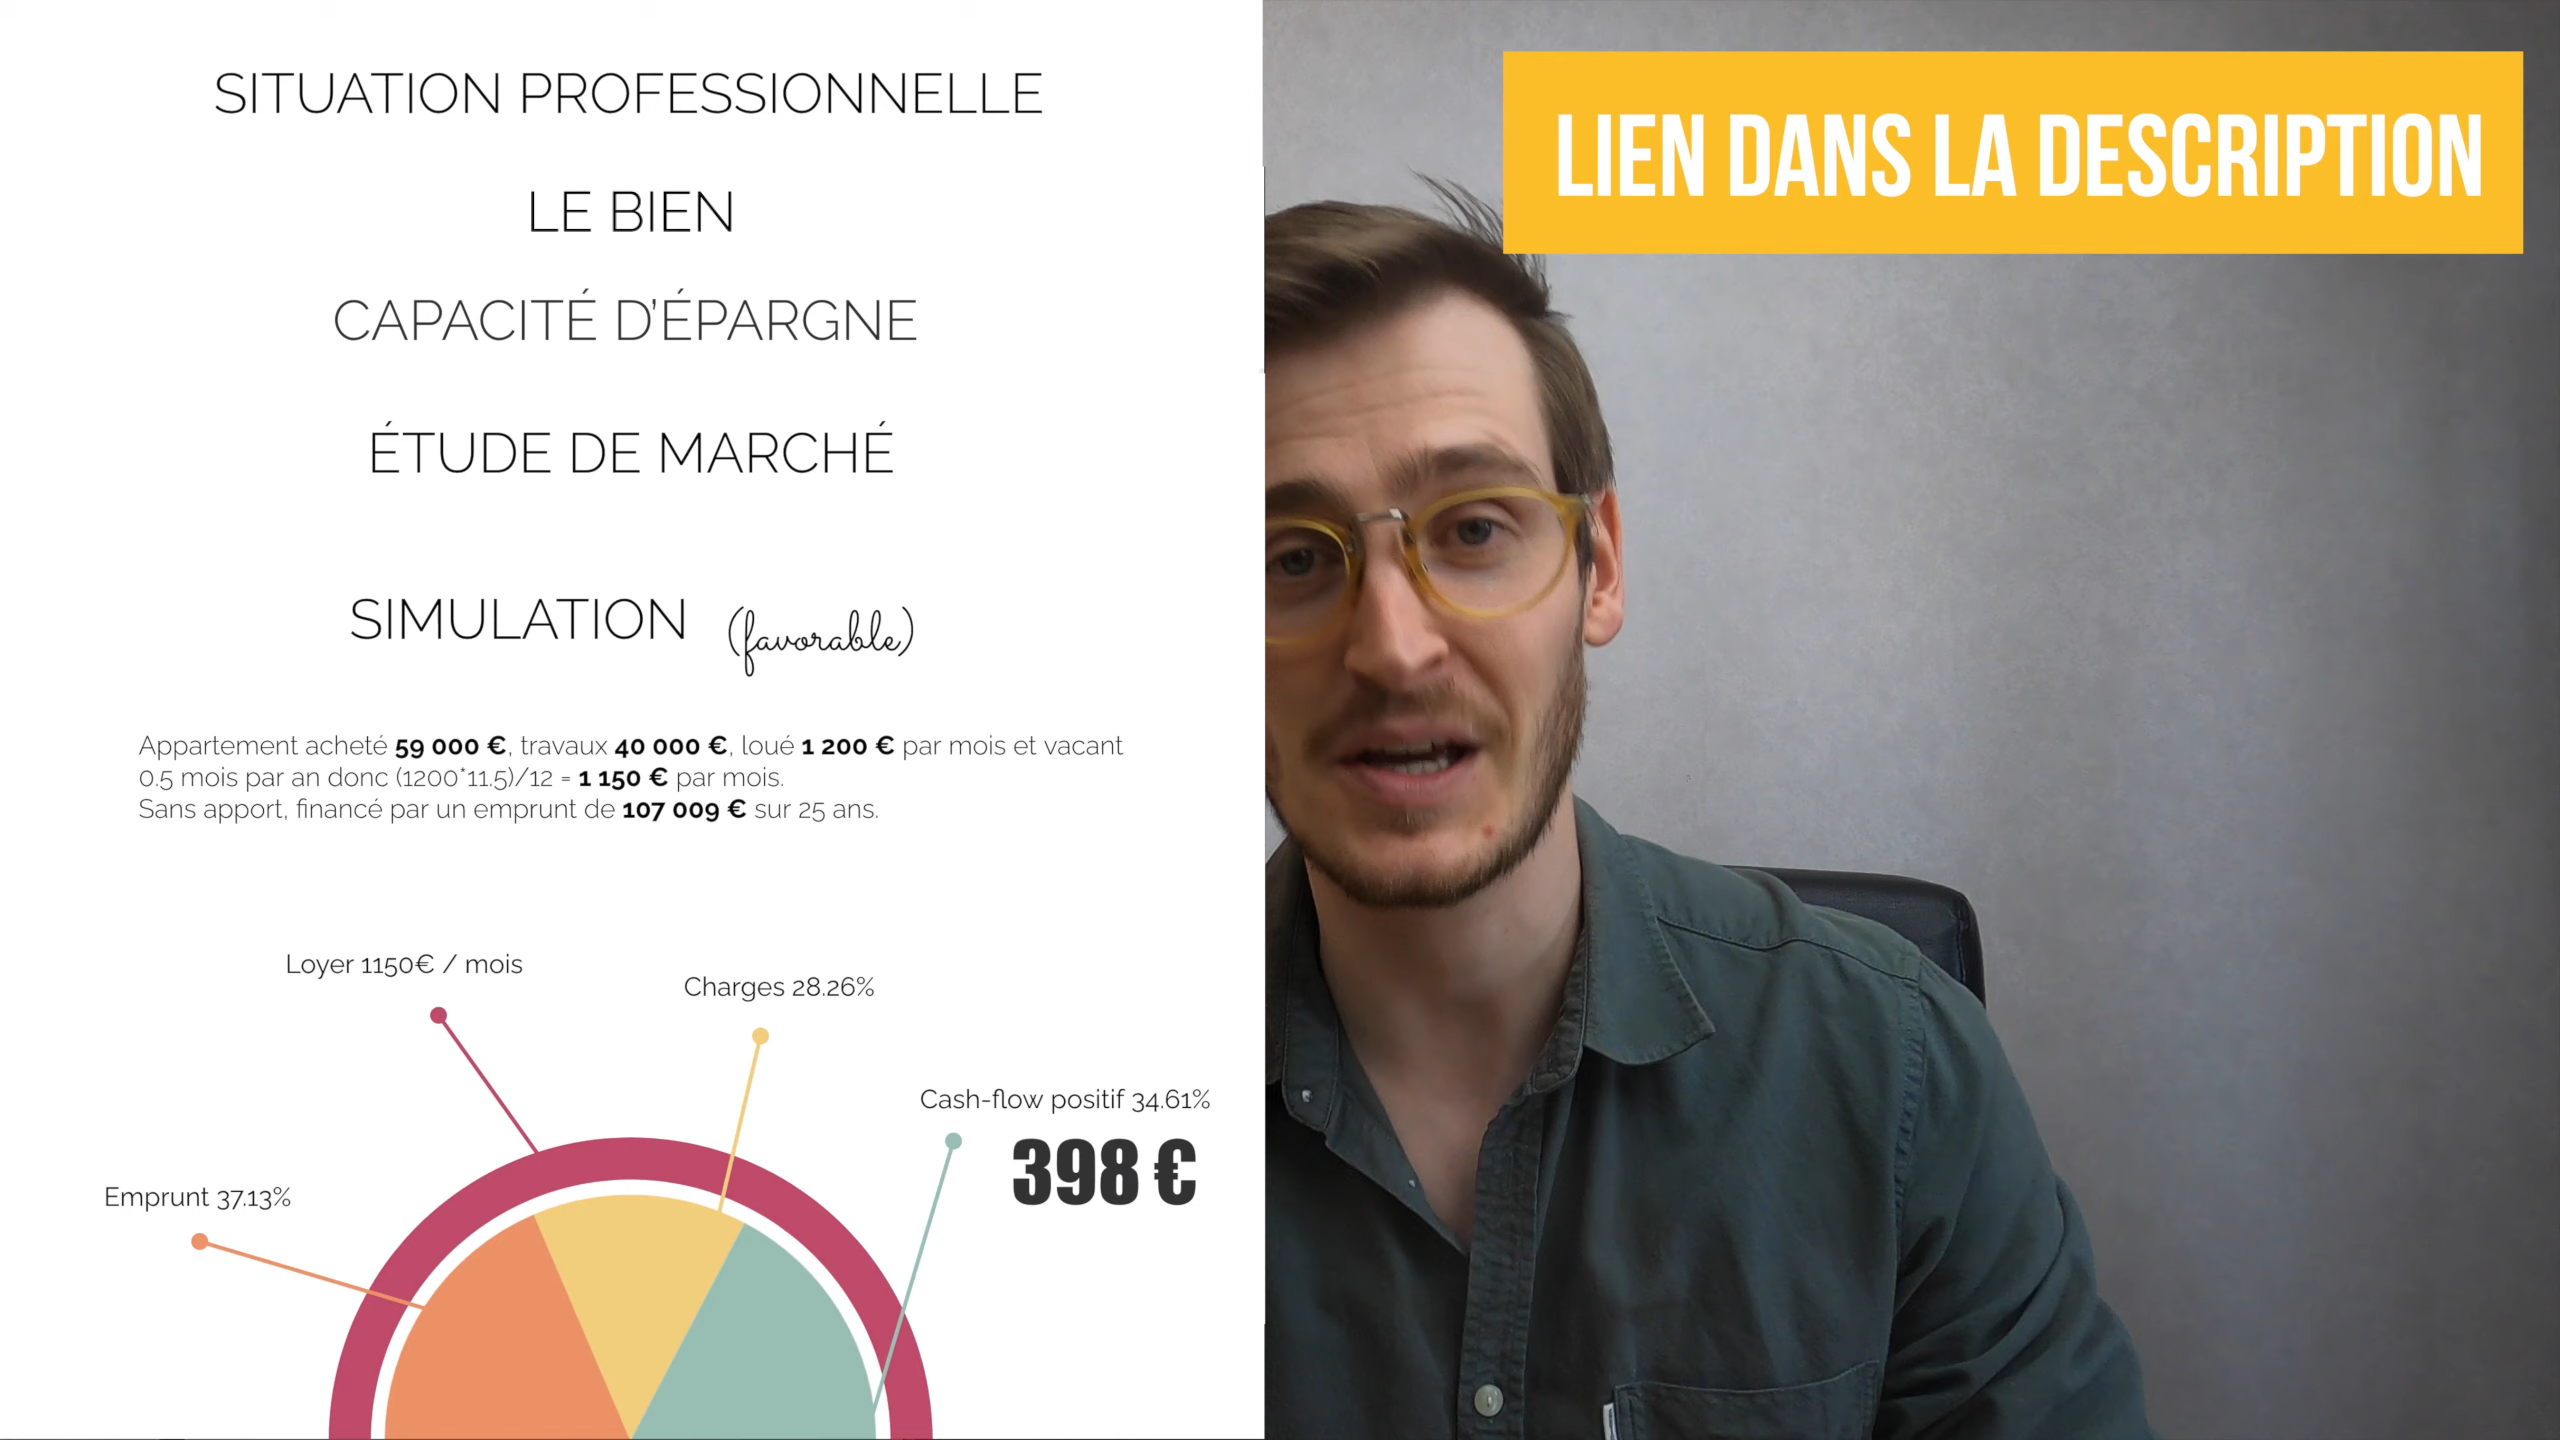 SITUATION PROFESSIONNELLE
LE BIEN
CAPACITÉ D'ÉPARGNE
ÉTUDE DE MARCHÉ
SIMULATION (favorable)
Appartement acheté 59 000 €, travaux 40 000 €, loué 1 200 € par mois et vacant
0.5 mois par an donc (1200*11.5)/12 = 1 150 € par mois.
Sans apport, financé par un emprunt de 107 009 € sur 25 ans.
Loyer 1150€ / mois
Charges 28.26%
Cash-flow positif 34.61%
398 €
Emprunt 37.13%
LIEN DANS LA DESCRIPTION